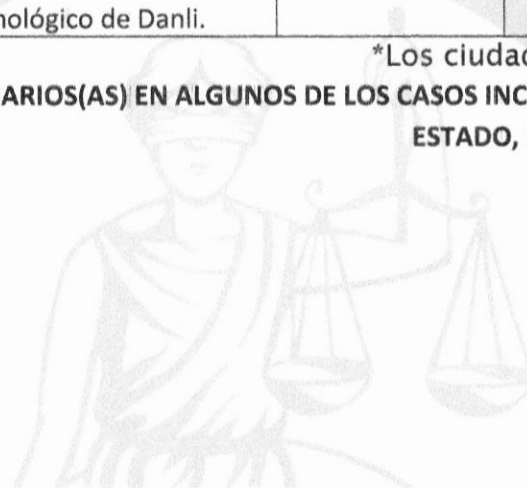 nológico de Danli.
*Los ciudad
ARIOS(AS) EN ALGUNOS DE LOS CASOS INC
ESTADO,